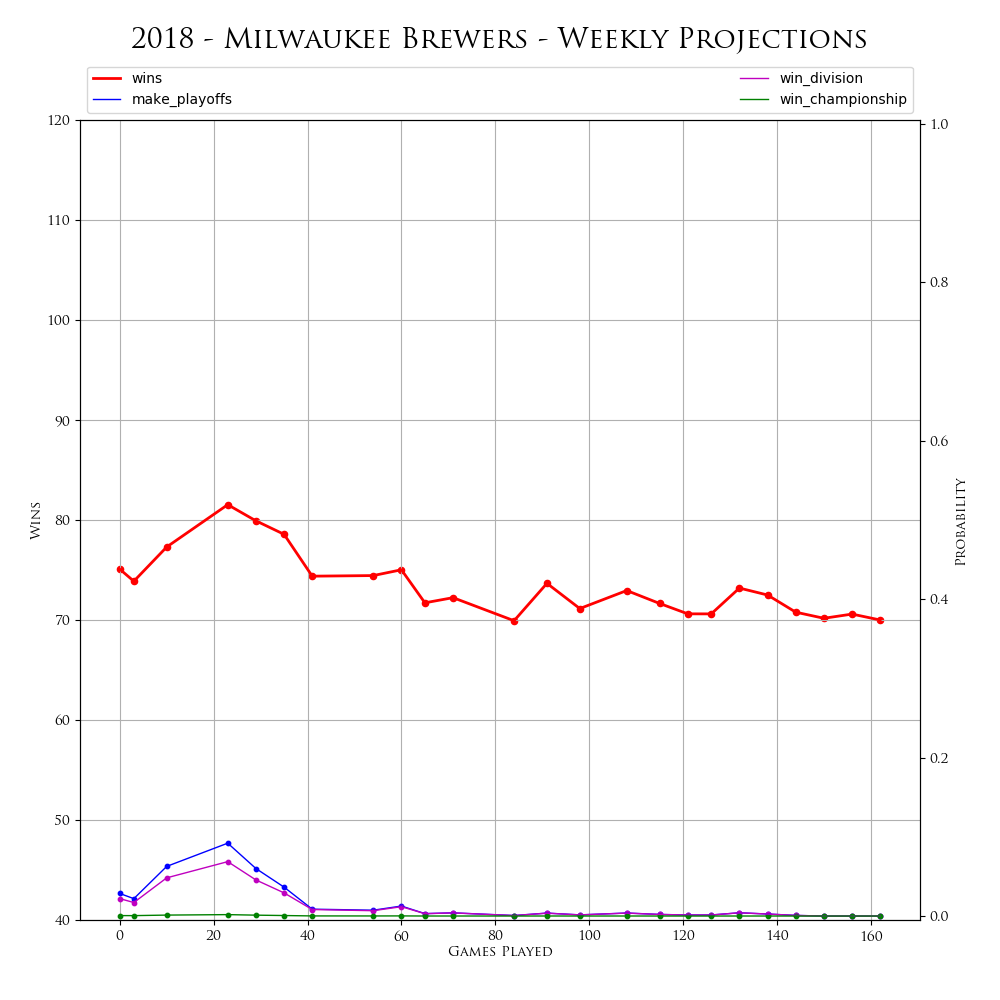 2018 - Milwaukee Brewers - Weekly Projections
wins
make_playoffs
win_division
win_championship
120
110
100
90
80
70
60
50
40
Wins
1.0
0.8
0.6
0.4
0.2
0.0
Probability
0 20 40 60 80 100 120 140 160
Games Played